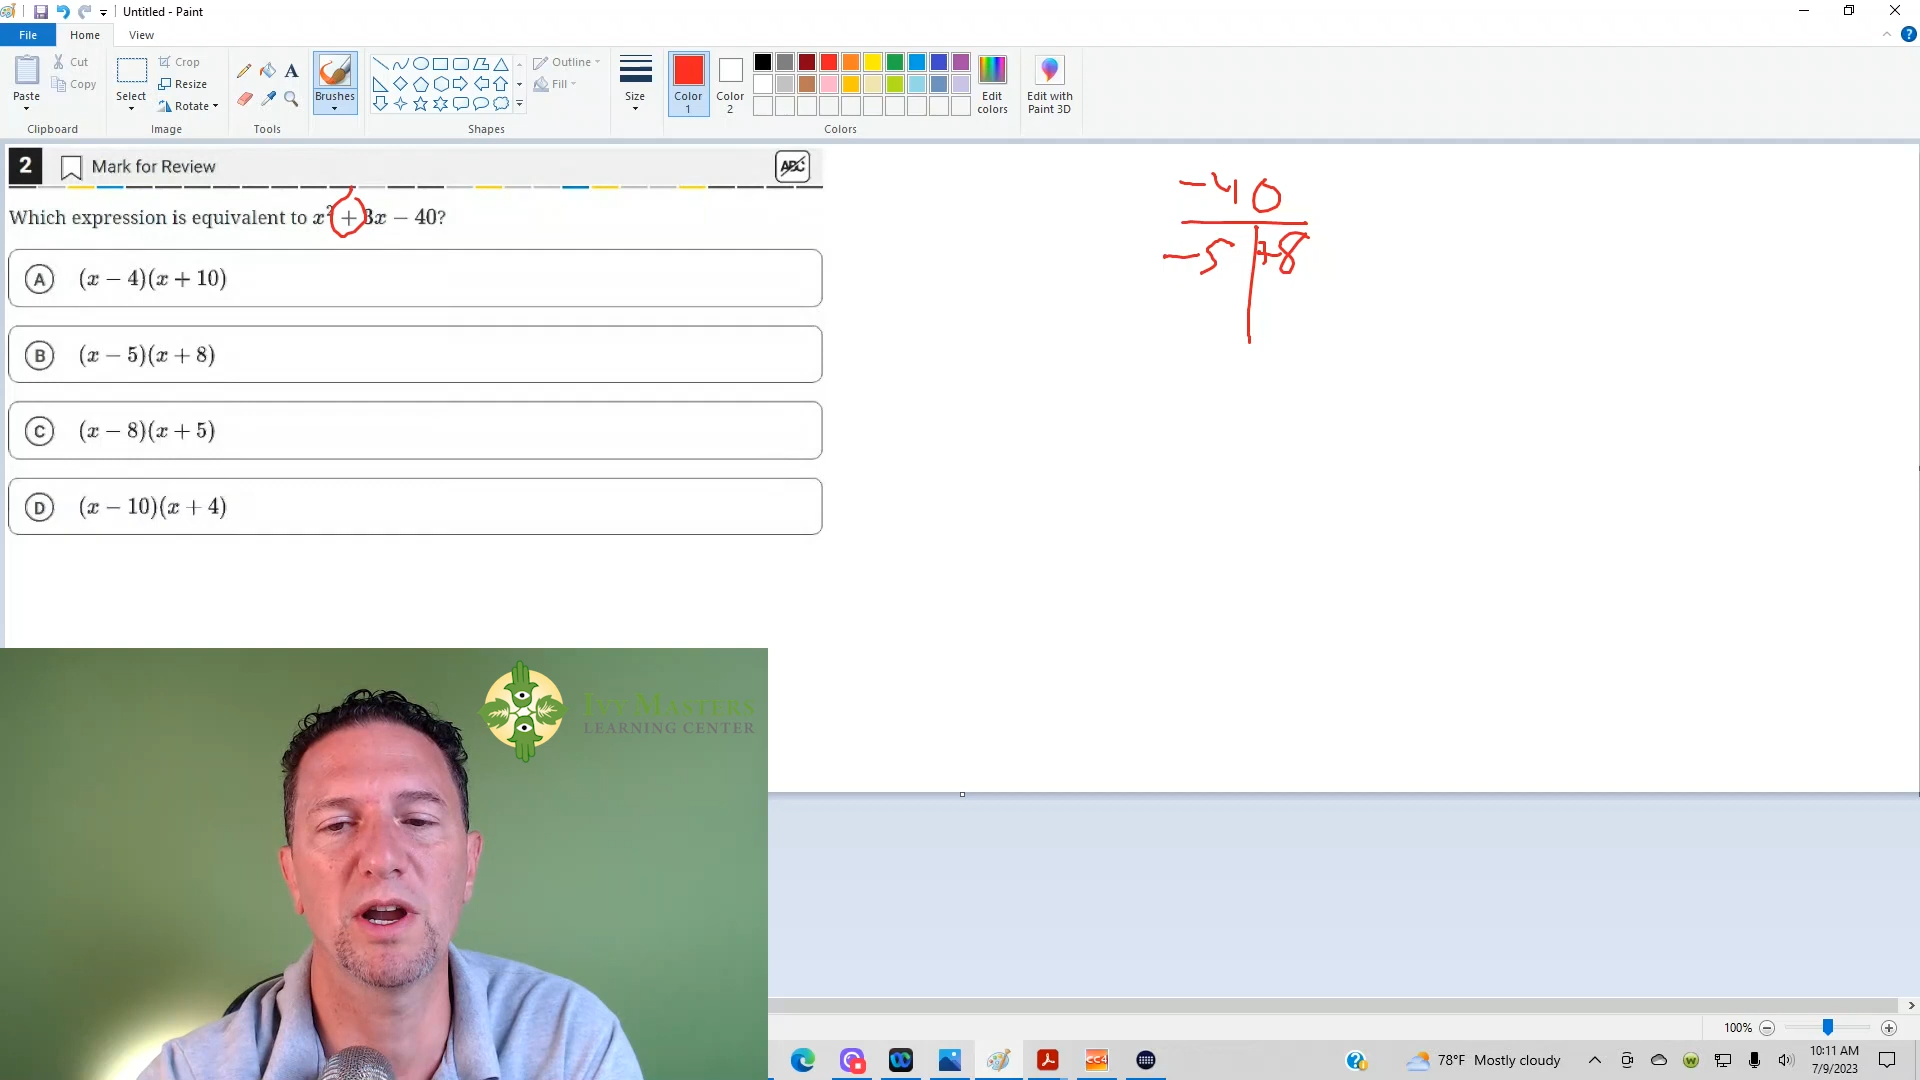 Untitled - Paint
File Home View
Paste
Cut
Copy
Clipboard
Select
Crop
Resize
Rotate
Image
A
Tools
Brushes
Shapes
Outline
Fill
Size
Color 1
Color 2
Colors
Edit colors
Edit with Paint 3D
2 Mark for Review ABC
Which expression is equivalent to x² + 3x − 40?
A (x − 4)(x + 10)
B (x − 5)(x + 8)
C (x − 8)(x + 5)
D (x − 10)(x + 4)
−40
−5 +8
IVY MASTERS
LEARNING CENTER
100%
CC4
78°F Mostly cloudy
10:11 AM
7/9/2023